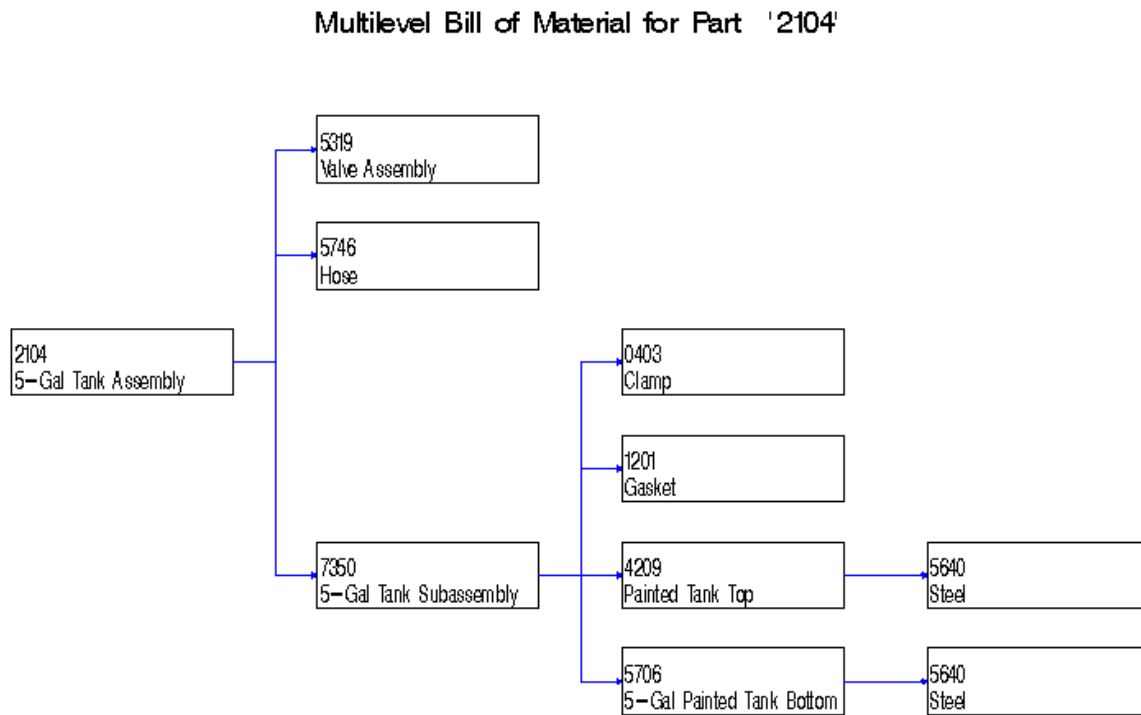 Multilevel Bill of Material for Part '2104'
5319
Valve Assembly
5746
Hose
2104
5-Gal Tank Assembly
0403
Clamp
1201
Gasket
7350
5-Gal Tank Subassembly
4209
Painted Tank Top
5640
Steel
5706
5-Gal Painted Tank Bottom
5640
Steel